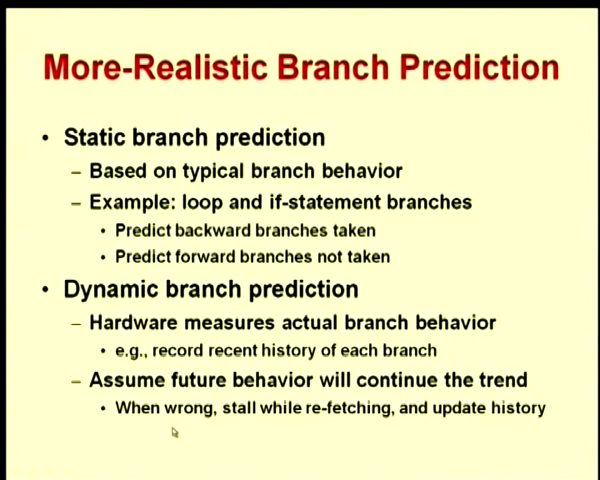 More-Realistic Branch Prediction
• Static branch prediction
– Based on typical branch behavior
– Example: loop and if-statement branches
• Predict backward branches taken
• Predict forward branches not taken
• Dynamic branch prediction
– Hardware measures actual branch behavior
• e.g., record recent history of each branch
– Assume future behavior will continue the trend
• When wrong, stall while re-fetching, and update history